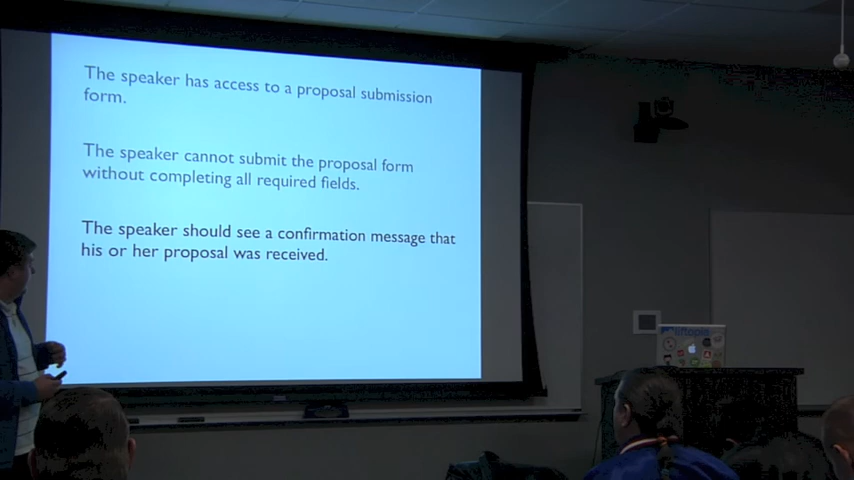 The speaker has access to a proposal submission
form.
The speaker cannot submit the proposal form
without completing all required fields.
The speaker should see a confirmation message that
his or her proposal was received.
liftopia